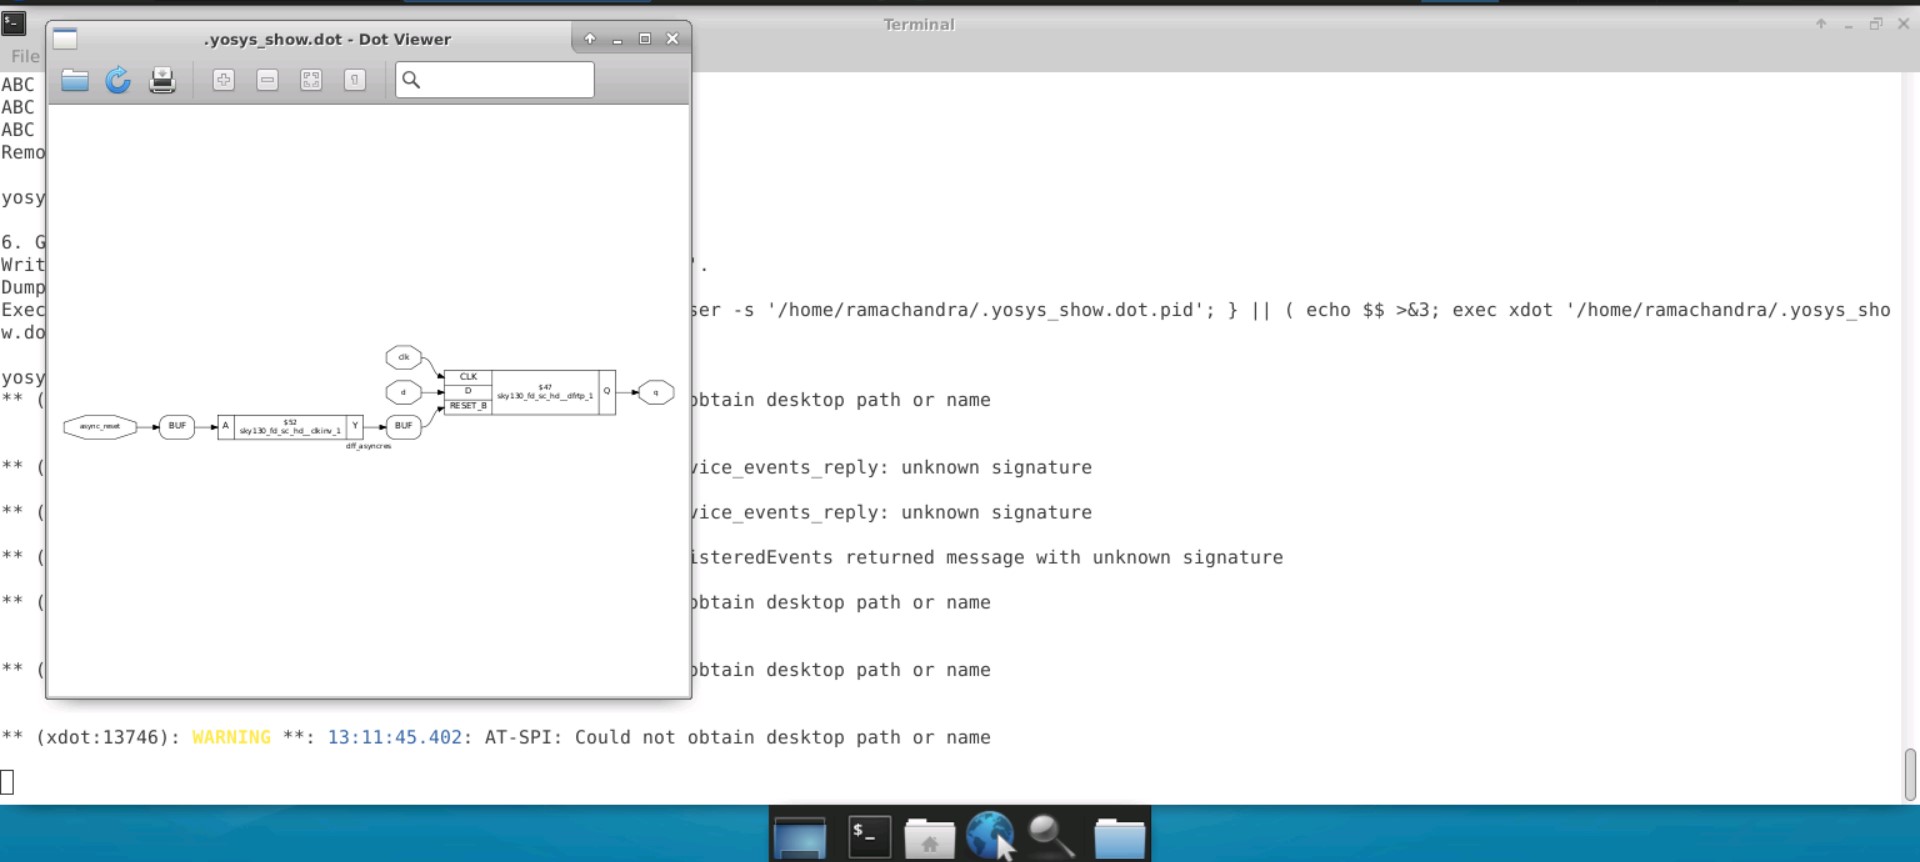 Terminal
.yosys_show.dot - Dot Viewer
File
ABC
ABC
ABC
Remo
yosy
6. G
Writ
'.
Dump
Exec
ser -s '/home/ramachandra/.yosys_show.dot.pid'; } || ( echo $$ >&3; exec xdot '/home/ramachandra/.yosys_sho
w.do
yosy
** (
obtain desktop path or name
** (
vice_events_reply: unknown signature
** (
vice_events_reply: unknown signature
** (
isteredEvents returned message with unknown signature
** (
obtain desktop path or name
** (
obtain desktop path or name
** (xdot:13746): WARNING **: 13:11:45.402: AT-SPI: Could not obtain desktop path or name
clk
d
async_reset
BUF
A
$52
sky130_fd_sc_hd__clkinv_1
Y
BUF
CLK
D
RESET_B
$47
sky130_fd_sc_hd__dfrtp_1
Q
q
dff_asyncres
$_